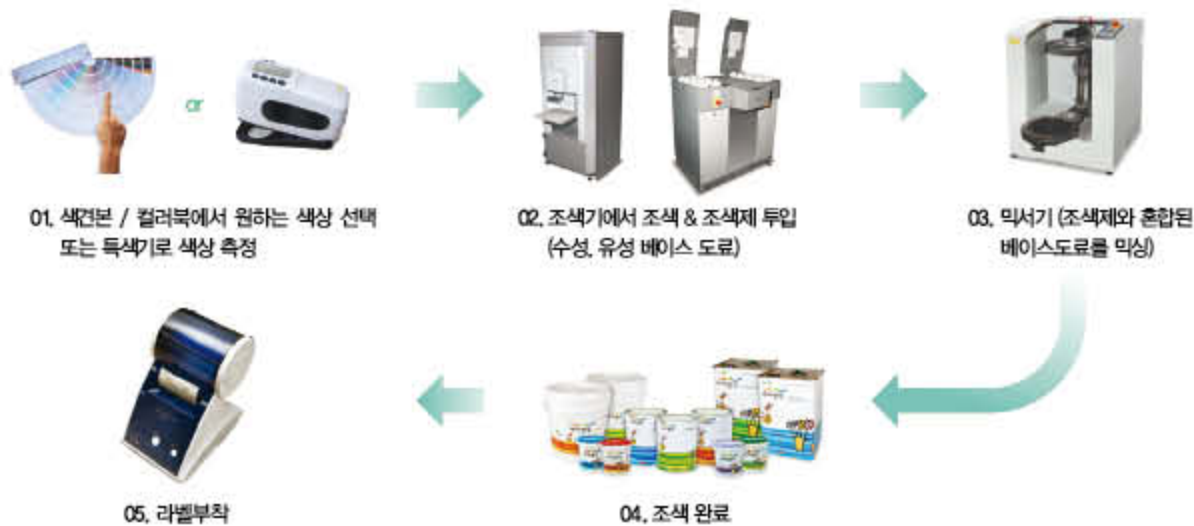 or
01. 색견본 / 컬러북에서 원하는 색상 선택
또는 특색기로 색상 측정
02. 조색기에서 조색 & 조색제 투입
(수성, 유성 베이스 도료)
03. 믹서기 (조색제와 혼합된
베이스도료를 믹싱)
05. 라벨부착
04. 조색 완료